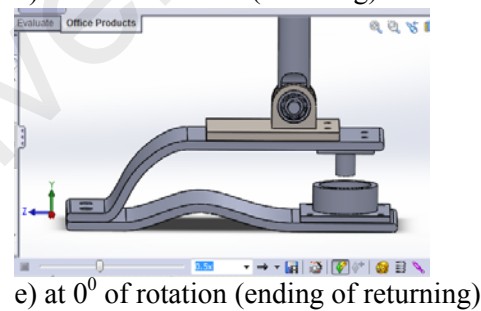 Evaluate Office Products
Y
Z
0.5x
e) at 0⁰ of rotation (ending of returning)